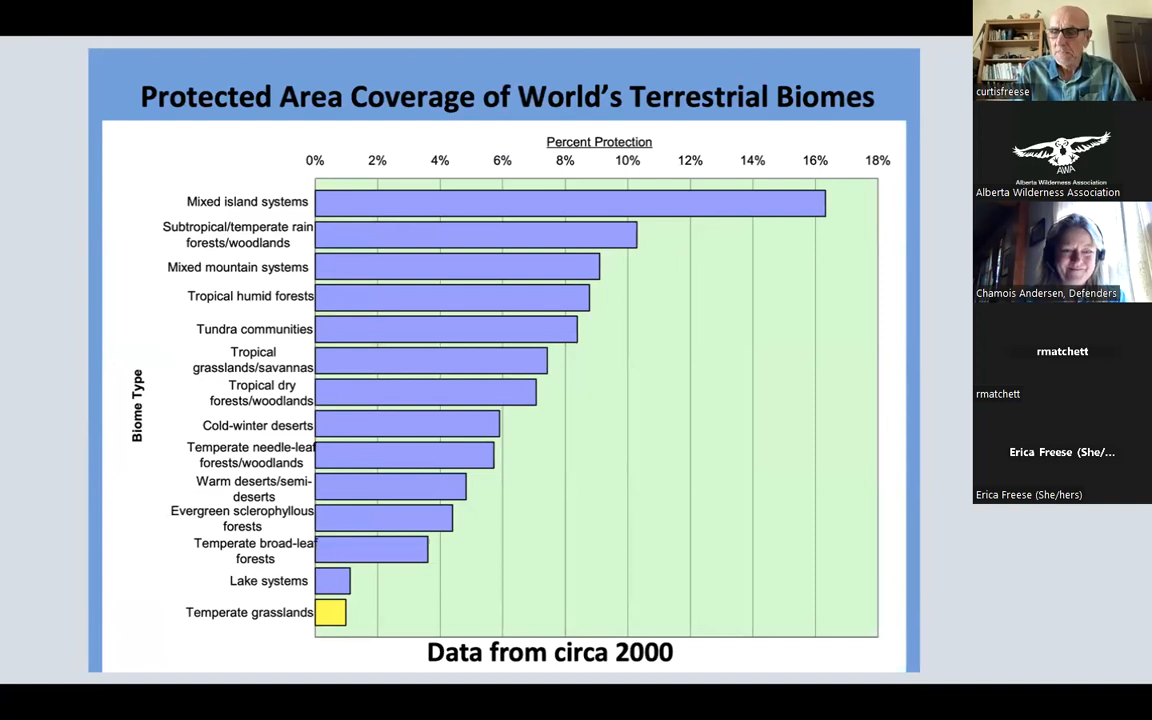 Protected Area Coverage of World's Terrestrial Biomes
Percent Protection
0% 2% 4% 6% 8% 10% 12% 14% 16% 18%
Biome Type
Mixed island systems
Subtropical/temperate rain
forests/woodlands
Mixed mountain systems
Tropical humid forests
Tundra communities
Tropical
grasslands/savannas
Tropical dry
forests/woodlands
Cold-winter deserts
Temperate needle-leaf
forests/woodlands
Warm deserts/semi-
deserts
Evergreen sclerophyllous
forests
Temperate broad-leaf
forests
Lake systems
Temperate grasslands
Data from circa 2000
curtisfreese
AWA
Alberta Wilderness Association
Alberta Wilderness Association
Chamois Andersen, Defenders
rmatchett
rmatchett
Erica Freese (She/...
Erica Freese (She/hers)